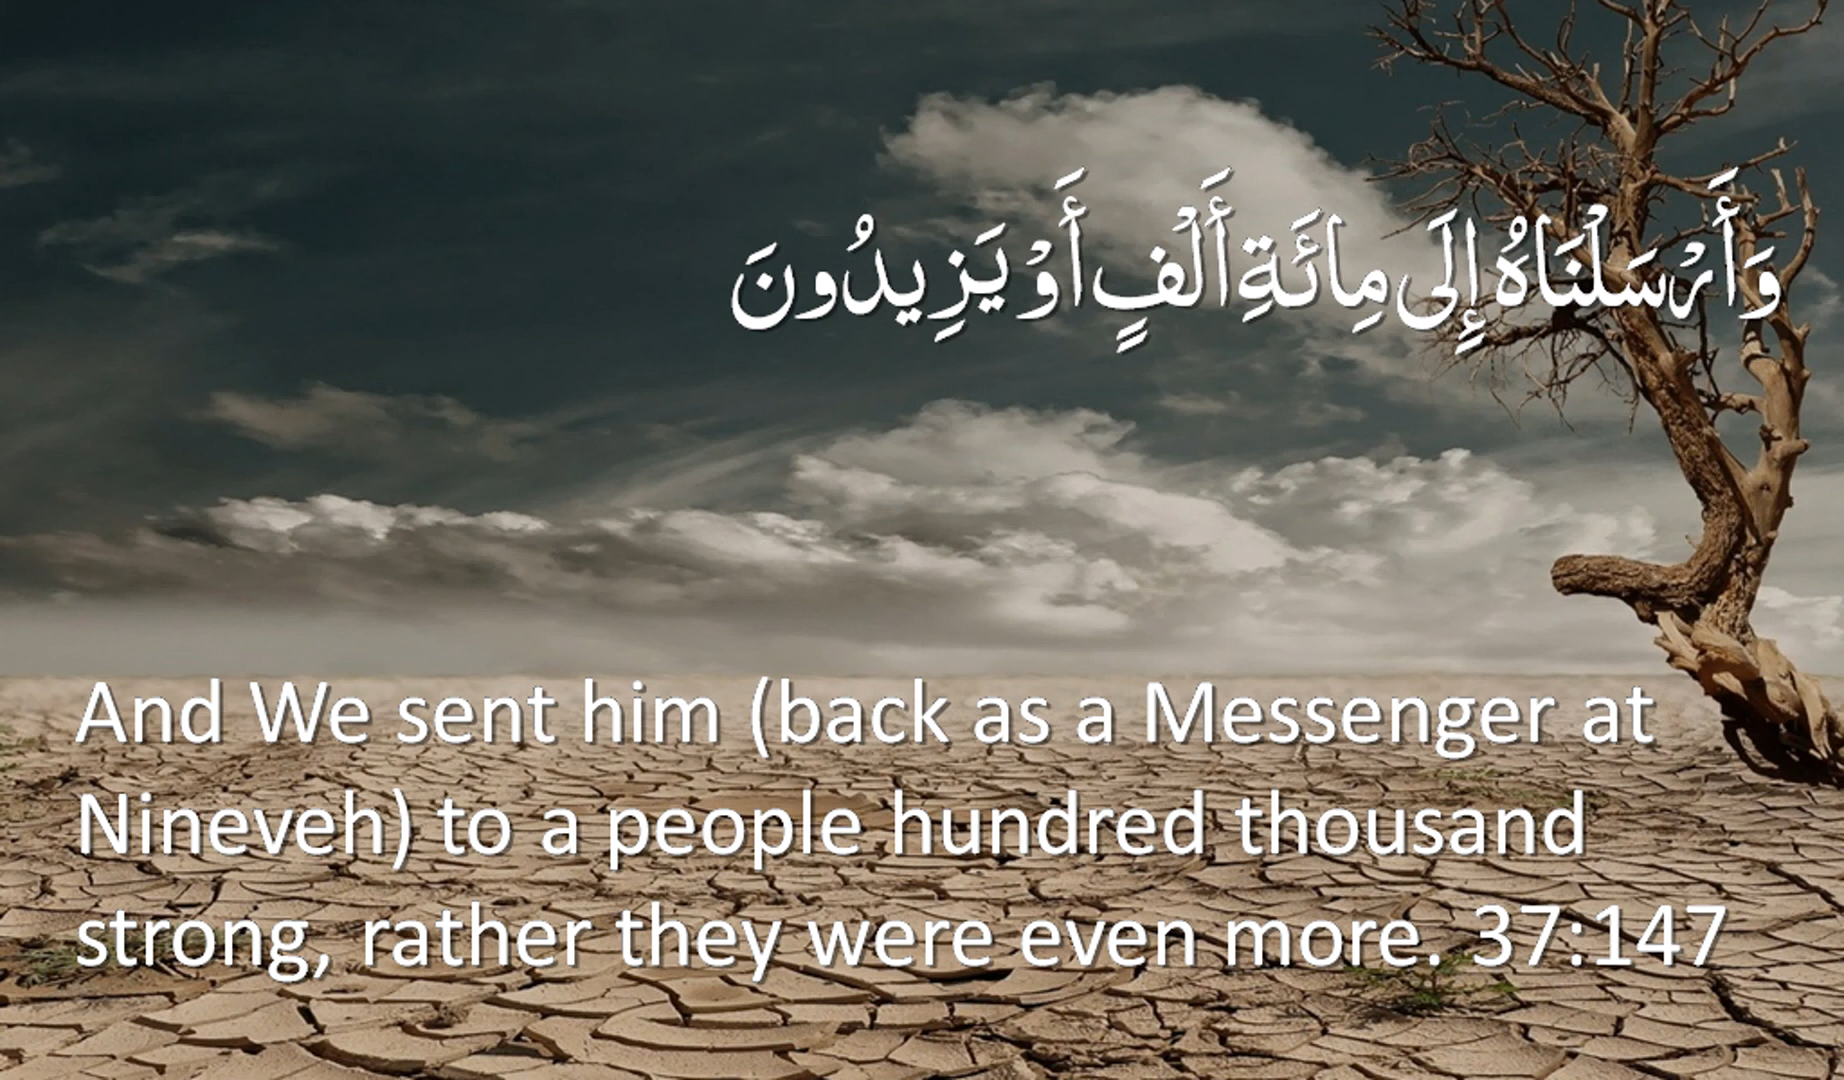 وَأَرْسَلْنَاهُ إِلَى مِائَةِ أَلْفٍ أَوْ يَزِيدُونَ
And We sent him (back as a Messenger at
Nineveh) to a people hundred thousand
strong, rather they were even more. 37:147